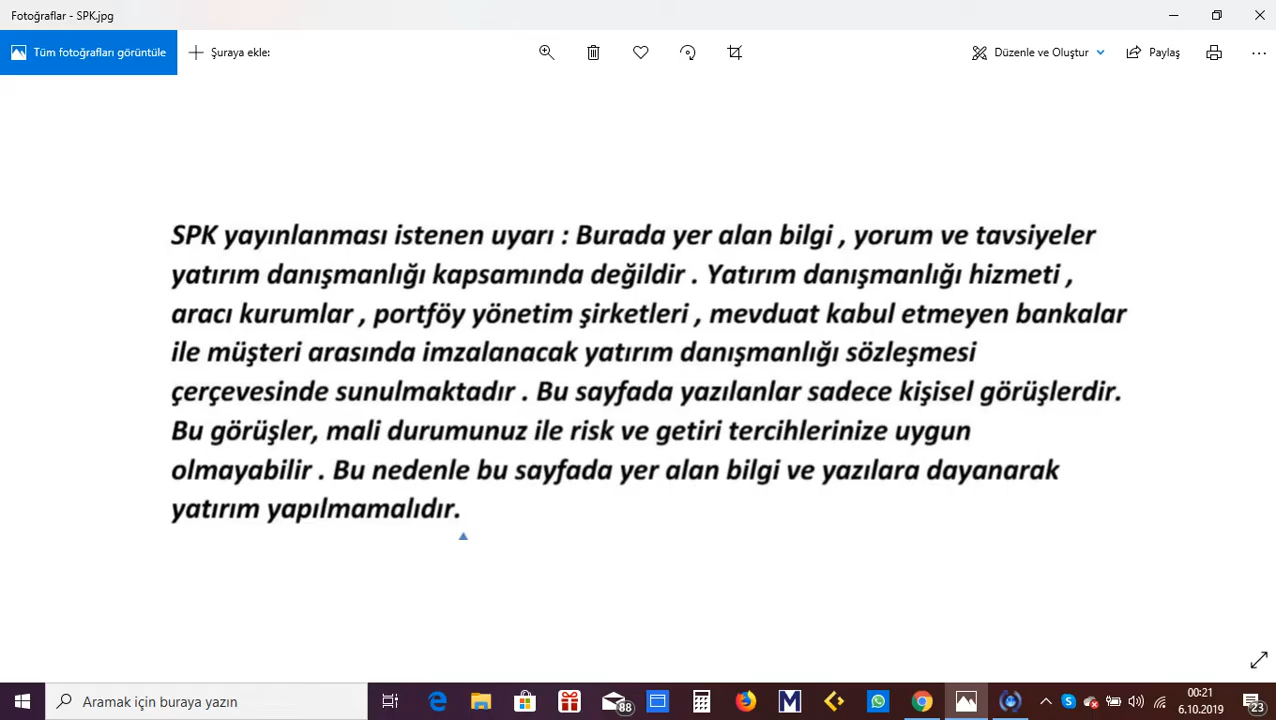 Fotoğraflar - SPK.jpg
Tüm fotoğrafları görüntüle
Şuraya ekle:
Düzenle ve Oluştur
Paylaş
SPK yayınlanması istenen uyarı : Burada yer alan bilgi , yorum ve tavsiyeler
yatırım danışmanlığı kapsamında değildir . Yatırım danışmanlığı hizmeti ,
aracı kurumlar , portföy yönetim şirketleri , mevduat kabul etmeyen bankalar
ile müşteri arasında imzalanacak yatırım danışmanlığı sözleşmesi
çerçevesinde sunulmaktadır . Bu sayfada yazılanlar sadece kişisel görüşlerdir.
Bu görüşler, mali durumunuz ile risk ve getiri tercihlerinize uygun
olmayabilir . Bu nedenle bu sayfada yer alan bilgi ve yazılara dayanarak
yatırım yapılmamalıdır.
Aramak için buraya yazın
88
00:21
6.10.2019
23